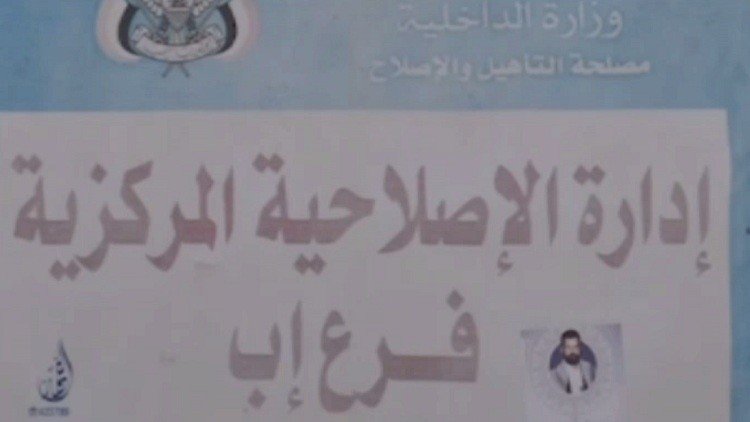 وزارة الداخلية
مصلحة التأهيل والإصلاح
إدارة الإصلاحية المركزية
فرع إب